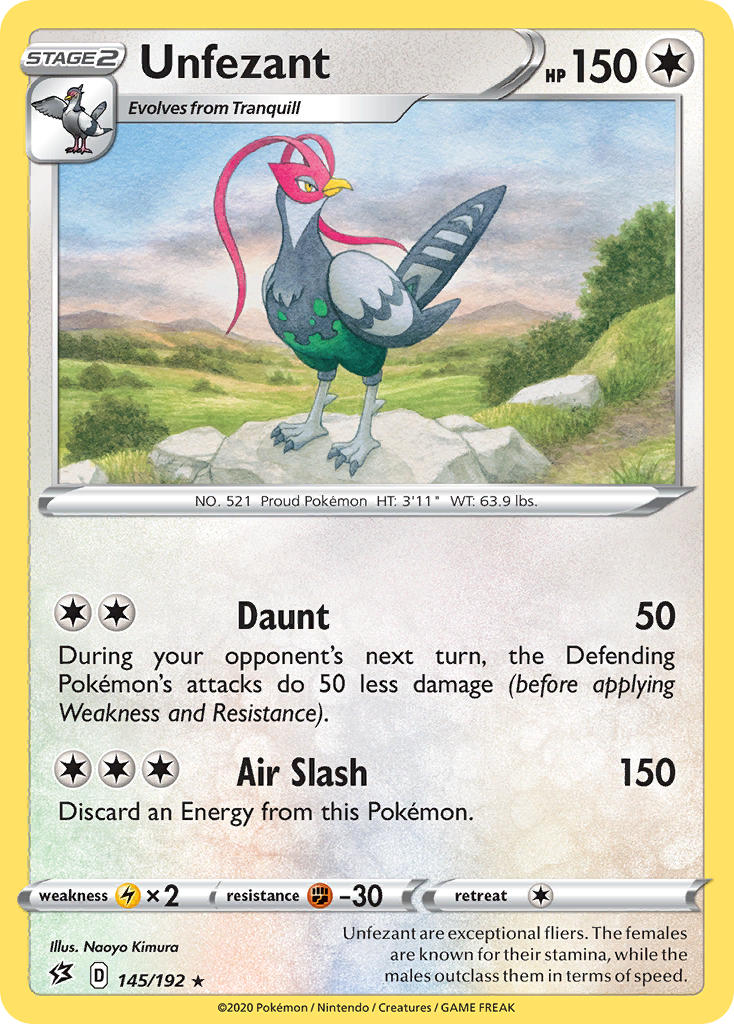 STAGE 2
Unfezant
HP 150
Evolves from Tranquill
NO. 521 Proud Pokémon HT: 3'11" WT: 63.9 lbs.
Daunt 50
During your opponent's next turn, the Defending
Pokémon's attacks do 50 less damage (before applying
Weakness and Resistance).
Air Slash 150
Discard an Energy from this Pokémon.
weakness ×2 resistance -30 retreat
Illus. Naoyo Kimura
Unfezant are exceptional fliers. The females
are known for their stamina, while the
males outclass them in terms of speed.
D 145/192 ★
©2020 Pokémon / Nintendo / Creatures / GAME FREAK